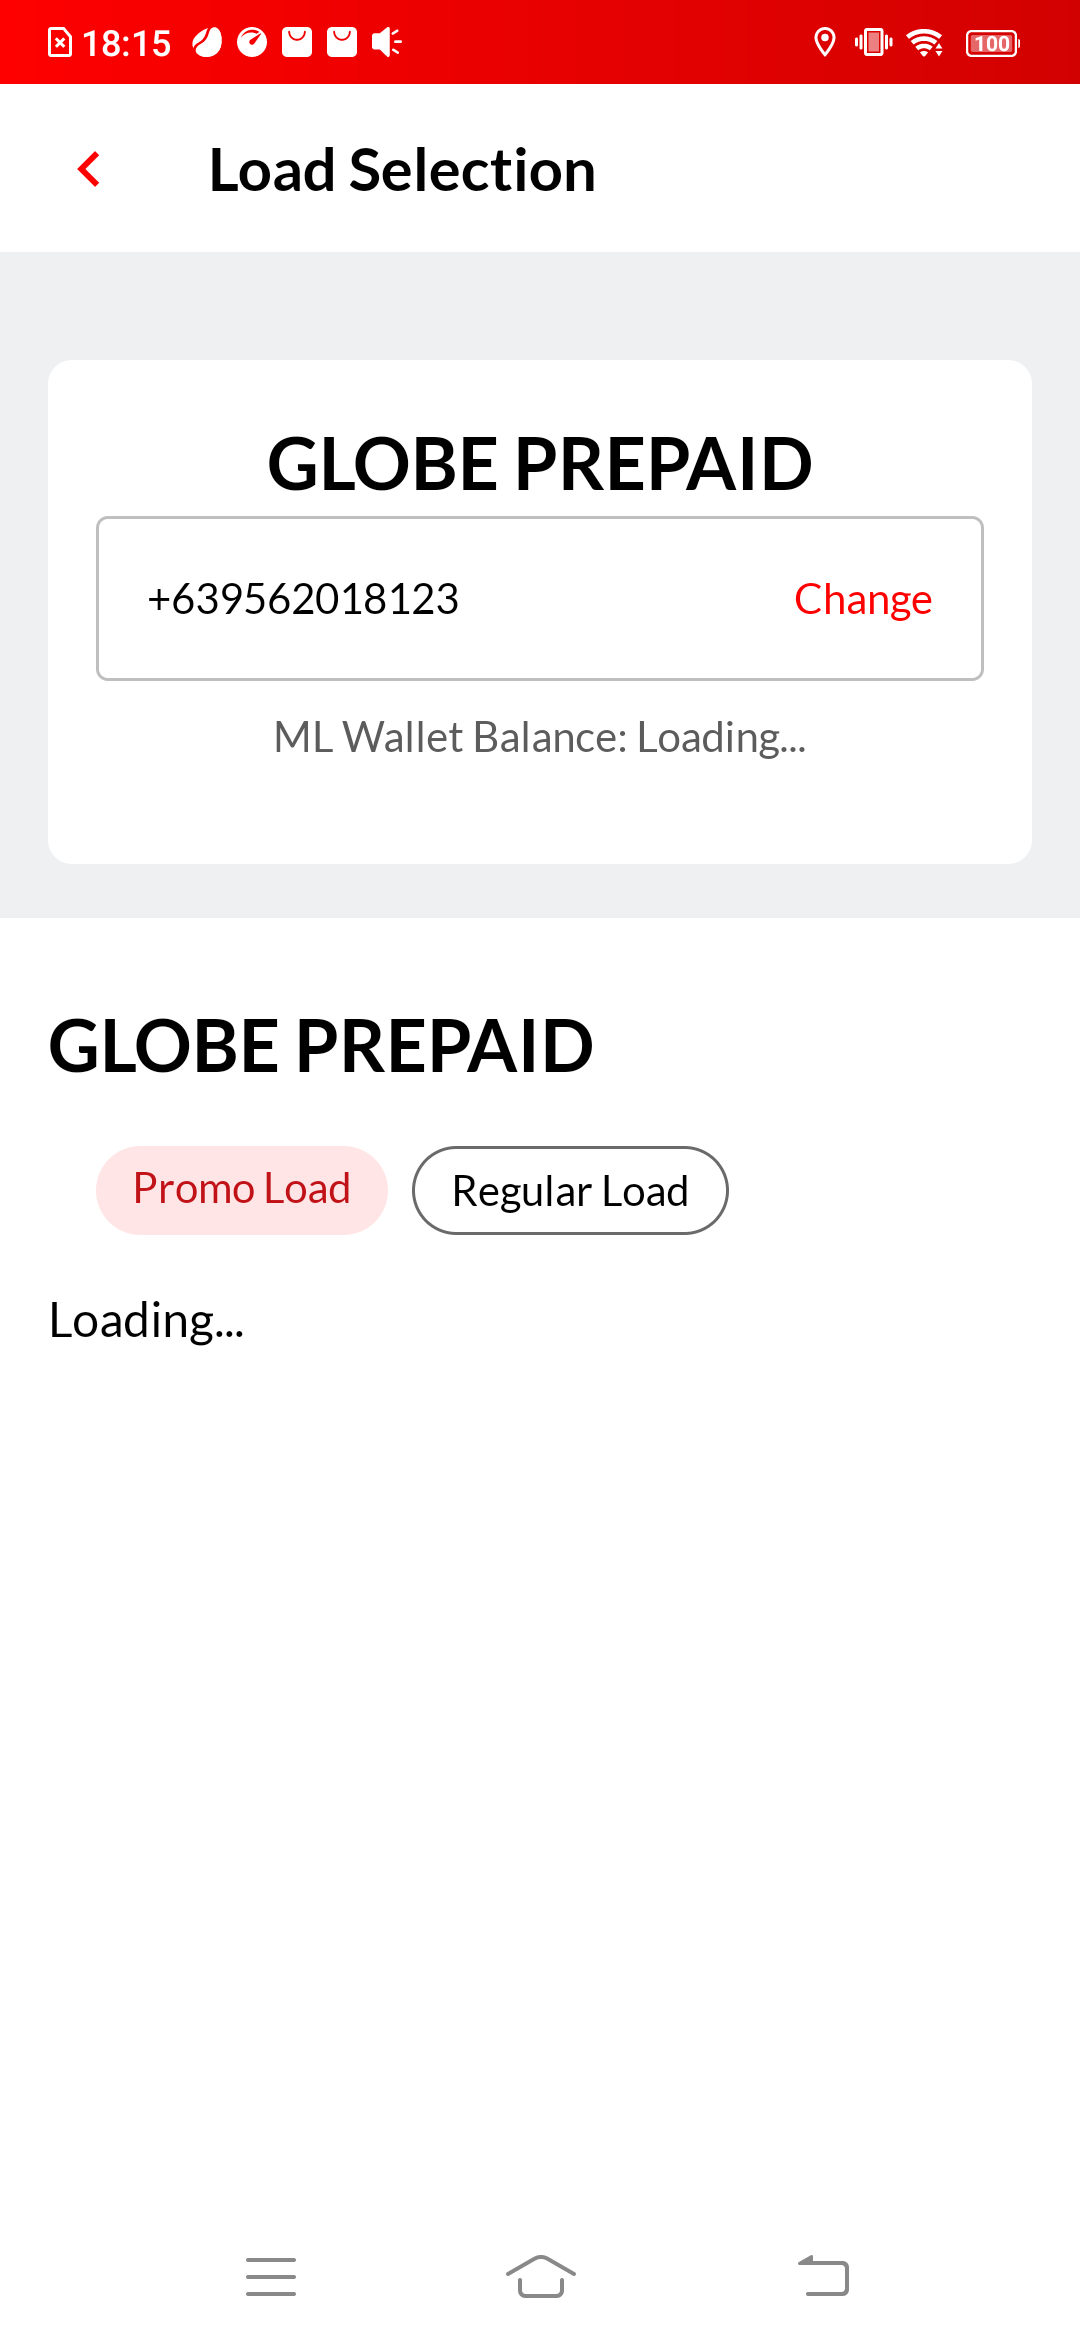 18:15
100
Load Selection
GLOBE PREPAID
+639562018123 Change
ML Wallet Balance: Loading...
GLOBE PREPAID
Promo Load Regular Load
Loading...